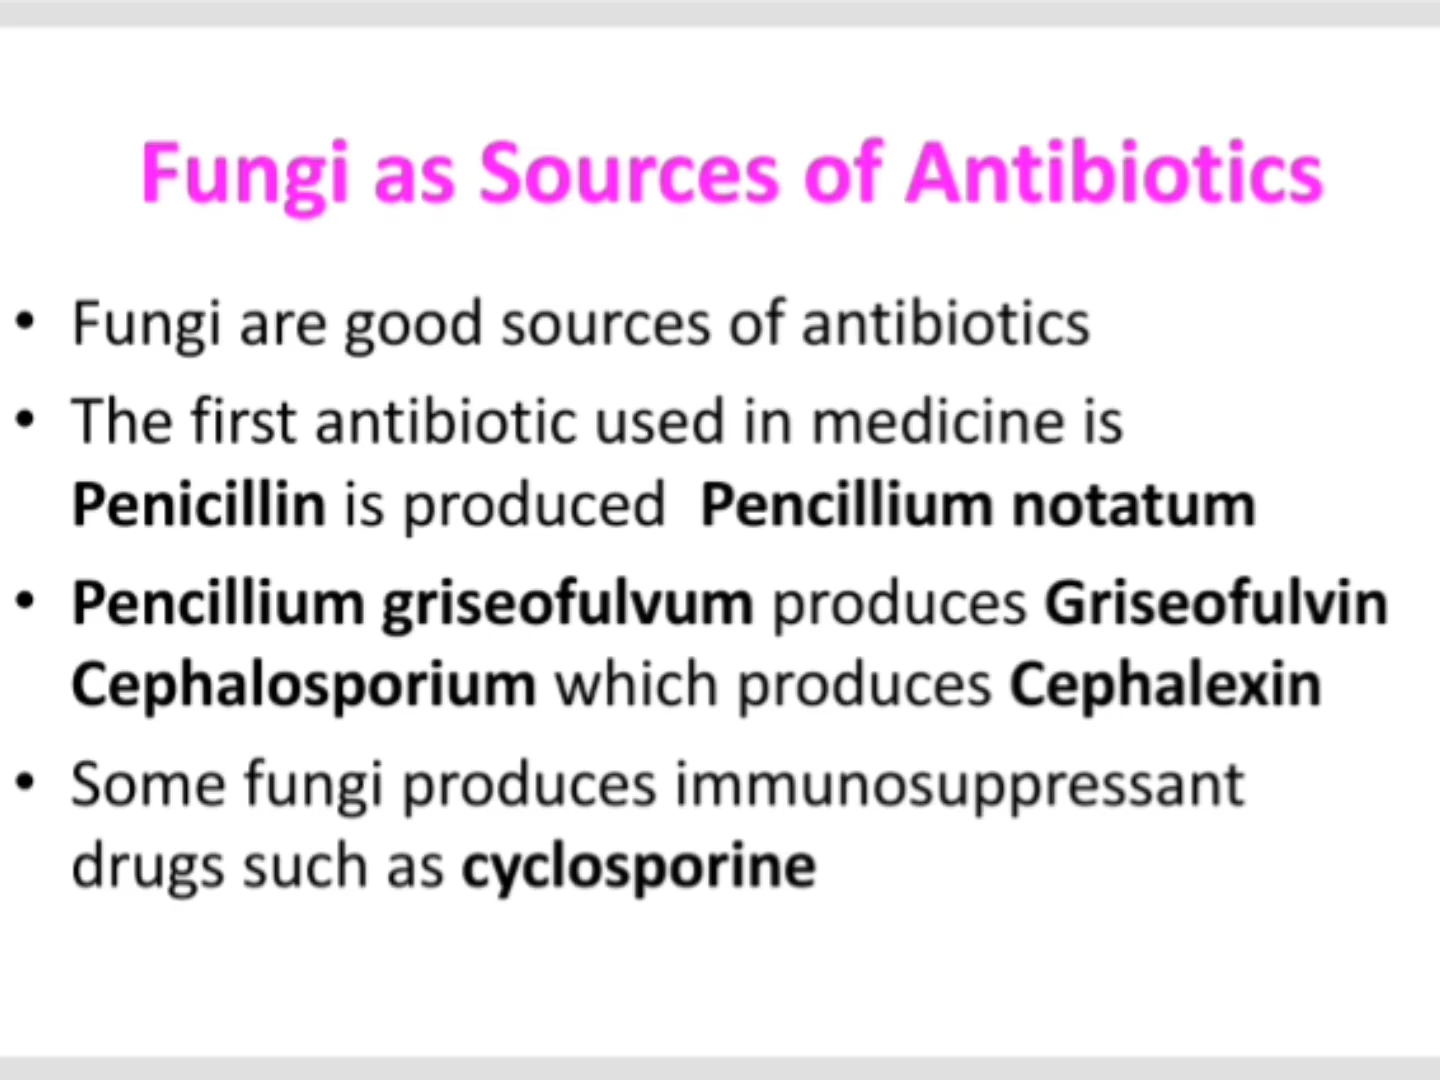 Fungi as Sources of Antibiotics
• Fungi are good sources of antibiotics
• The first antibiotic used in medicine is
Penicillin is produced Pencillium notatum
• Pencillium griseofulvum produces Griseofulvin
Cephalosporium which produces Cephalexin
• Some fungi produces immunosuppressant
drugs such as cyclosporine